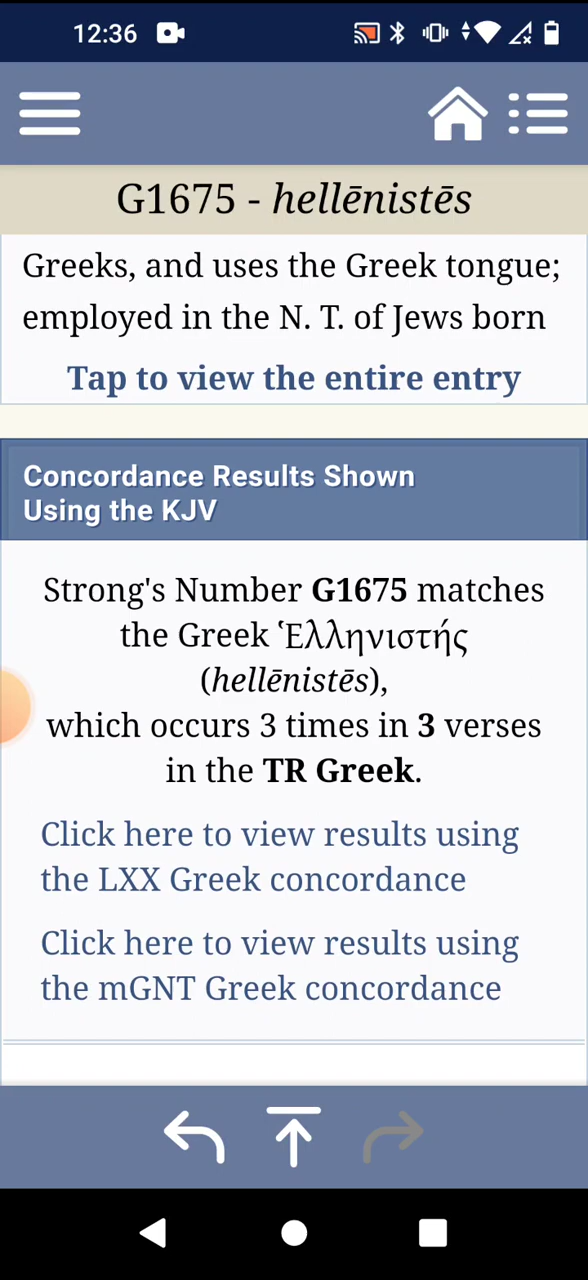 12:36
G1675 - hellēnistēs
Greeks, and uses the Greek tongue;
employed in the N. T. of Jews born
Tap to view the entire entry
Concordance Results Shown
Using the KJV
Strong's Number G1675 matches
the Greek Ἑλληνιστής
(hellēnistēs),
which occurs 3 times in 3 verses
in the TR Greek.
Click here to view results using
the LXX Greek concordance
Click here to view results using
the mGNT Greek concordance